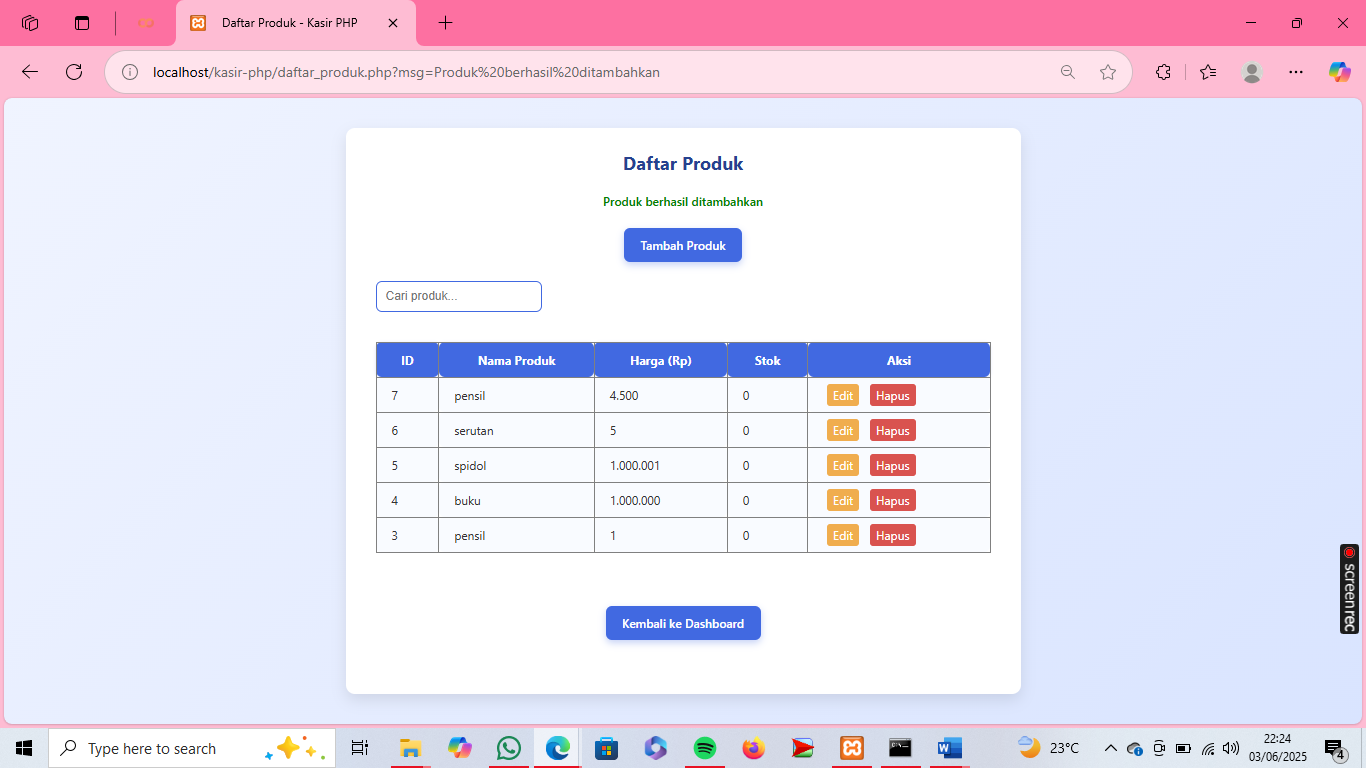 Daftar Produk - Kasir PHP
localhost/kasir-php/daftar_produk.php?msg=Produk%20berhasil%20ditambahkan
Daftar Produk
Produk berhasil ditambahkan
Tambah Produk
Cari produk...
ID Nama Produk Harga (Rp) Stok Aksi
7 pensil 4.500 0 Edit Hapus
6 serutan 5 0 Edit Hapus
5 spidol 1.000.001 0 Edit Hapus
4 buku 1.000.000 0 Edit Hapus
3 pensil 1 0 Edit Hapus
Kembali ke Dashboard
screenrec
Type here to search
23°C
22:24
03/06/2025
4